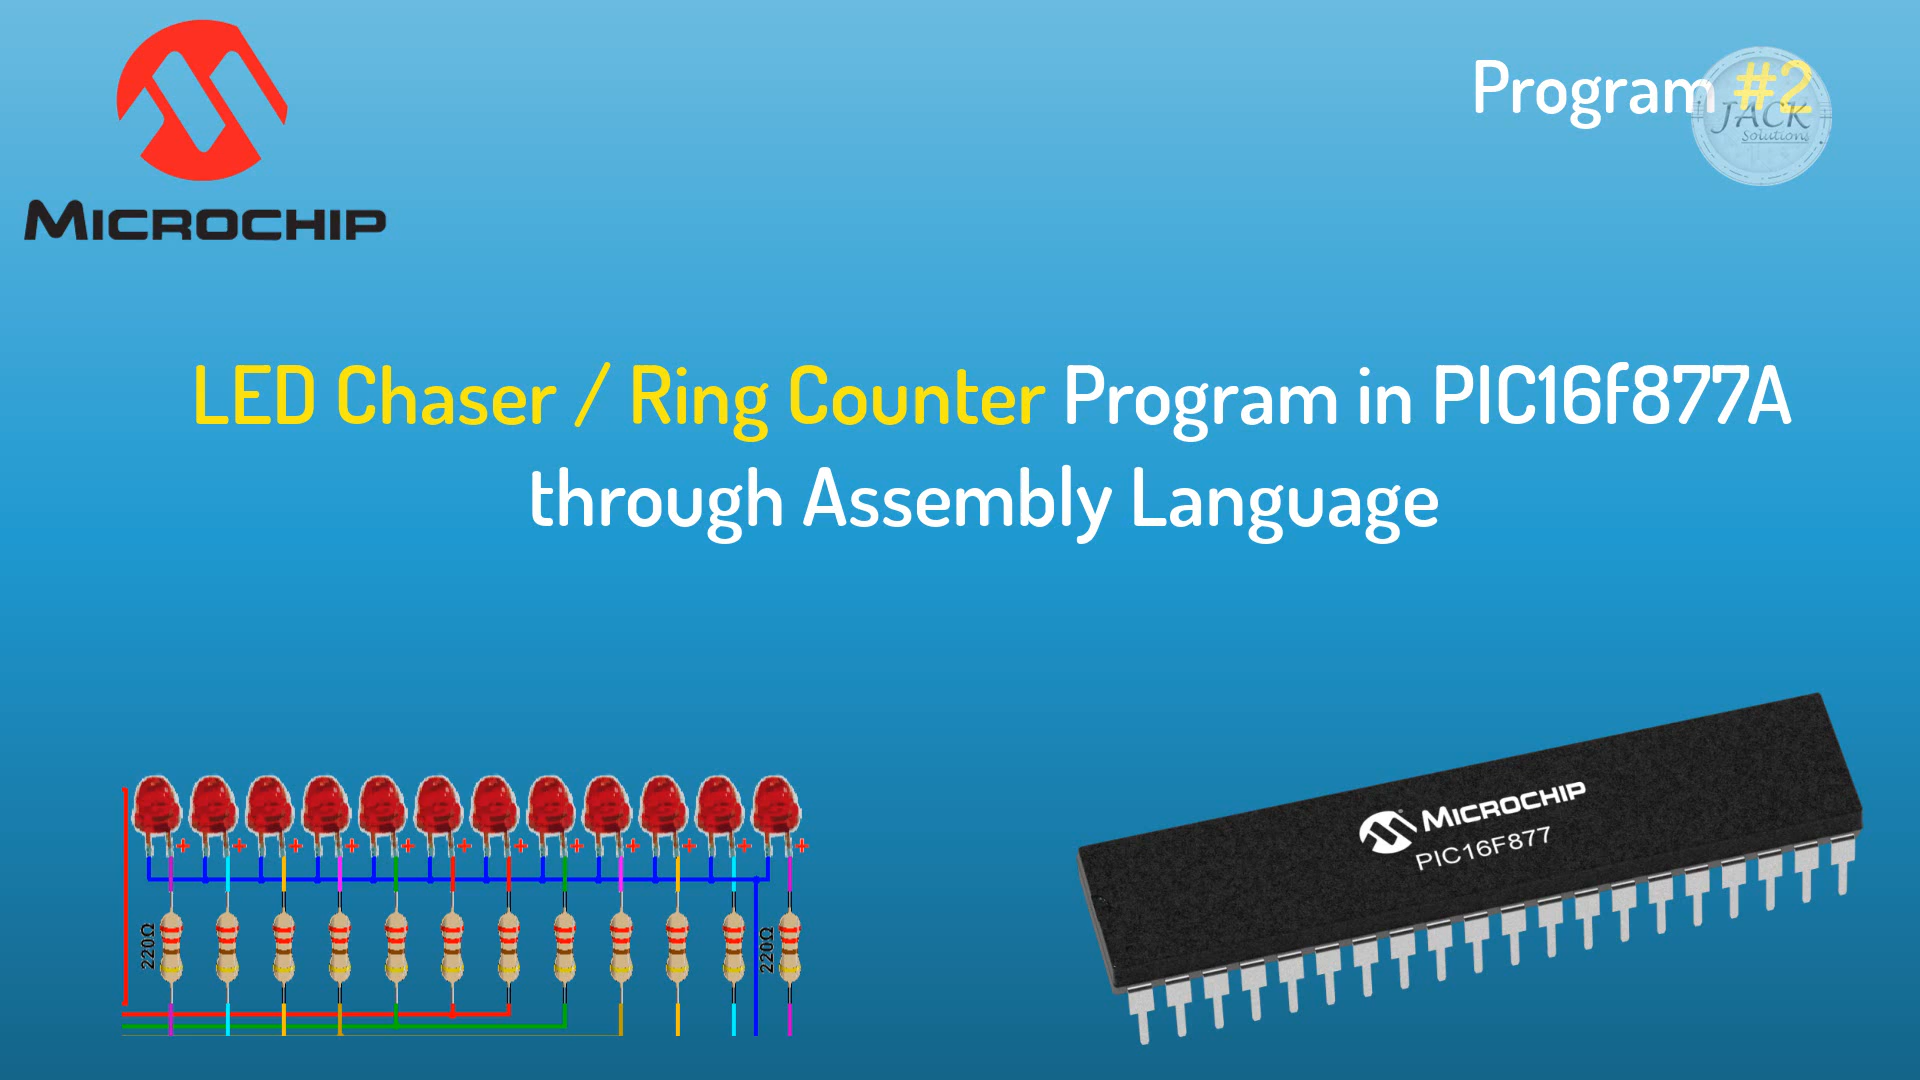 MICROCHIP
Program #2
JACK
Solutions
LED Chaser / Ring Counter Program in PIC16f877A
through Assembly Language
MICROCHIP
PIC16F877
+ + + + + + + + + + + +
220Ω 220Ω